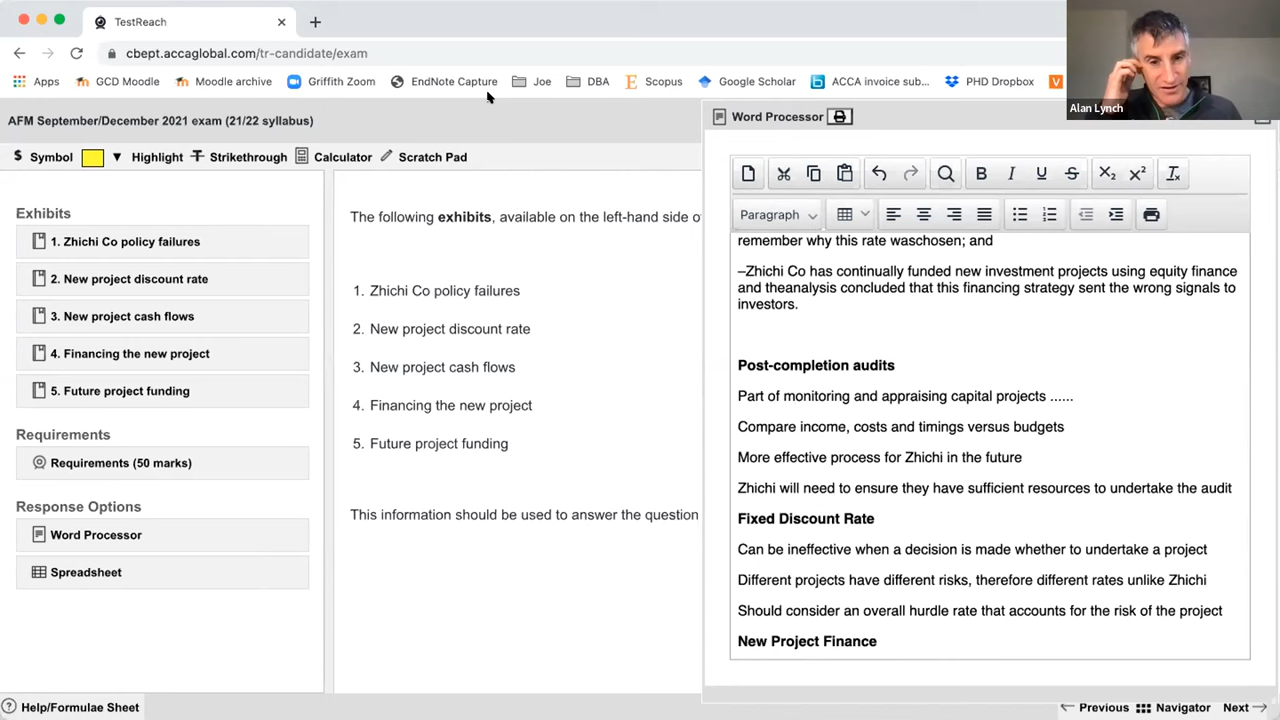 TestReach
cbept.accaglobal.com/tr-candidate/exam
Apps GCD Moodle Moodle archive Griffith Zoom EndNote Capture Joe DBA Scopus Google Scholar ACCA invoice sub... PHD Dropbox
Alan Lynch
AFM September/December 2021 exam (21/22 syllabus)
Symbol Highlight Strikethrough Calculator Scratch Pad
Exhibits
1. Zhichi Co policy failures
2. New project discount rate
3. New project cash flows
4. Financing the new project
5. Future project funding
Requirements
Requirements (50 marks)
Response Options
Word Processor
Spreadsheet
The following exhibits, available on the left-hand side o
1. Zhichi Co policy failures
2. New project discount rate
3. New project cash flows
4. Financing the new project
5. Future project funding
This information should be used to answer the question
Word Processor
Paragraph
remember why this rate waschosen; and
–Zhichi Co has continually funded new investment projects using equity finance
and theanalysis concluded that this financing strategy sent the wrong signals to
investors.
Post-completion audits
Part of monitoring and appraising capital projects ......
Compare income, costs and timings versus budgets
More effective process for Zhichi in the future
Zhichi will need to ensure they have sufficient resources to undertake the audit
Fixed Discount Rate
Can be ineffective when a decision is made whether to undertake a project
Different projects have different risks, therefore different rates unlike Zhichi
Should consider an overall hurdle rate that accounts for the risk of the project
New Project Finance
Help/Formulae Sheet
Previous Navigator Next